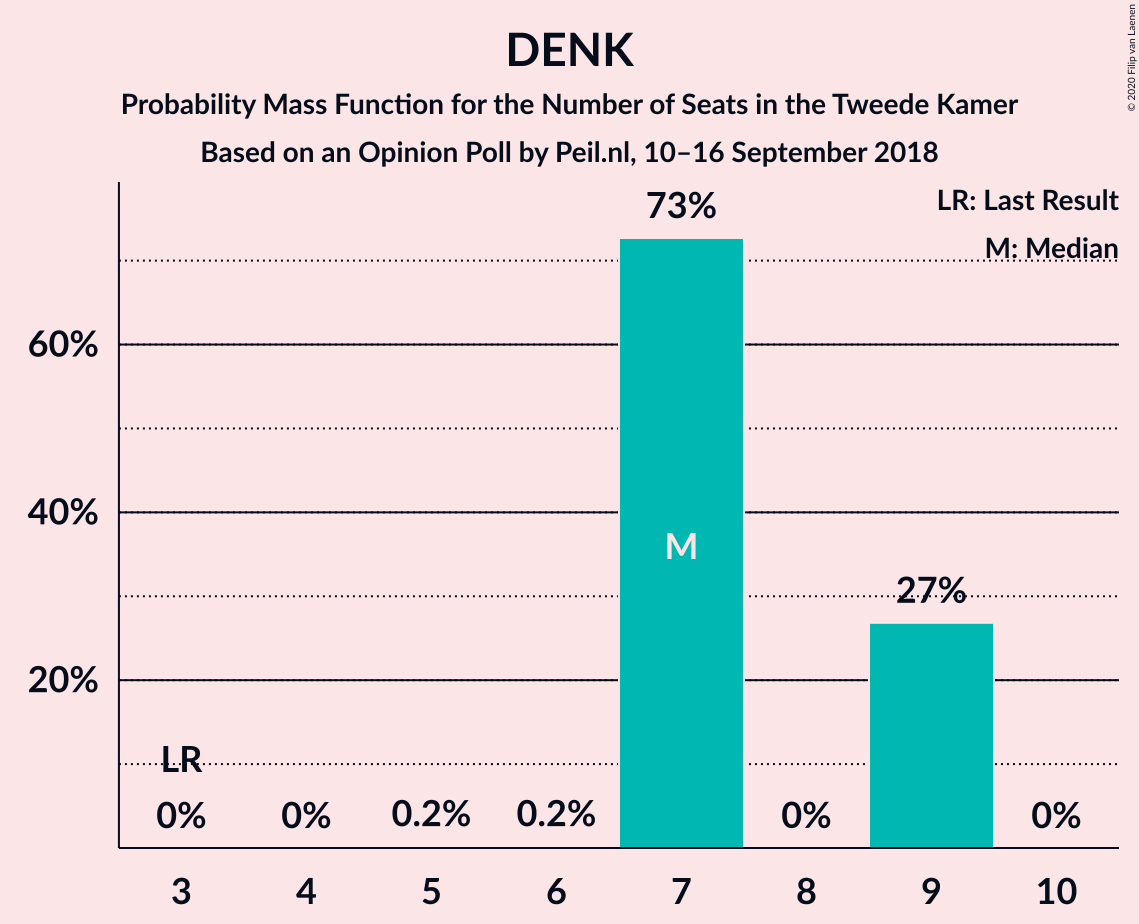 DENK
Probability Mass Function for the Number of Seats in the Tweede Kamer
Based on an Opinion Poll by Peil.nl, 10–16 September 2018
© 2020 Filip van Laenen
LR: Last Result
M: Median
73%
60%
40%
M
27%
20%
LR
0% 0% 0.2% 0.2% 0% 0%
3 4 5 6 7 8 9 10